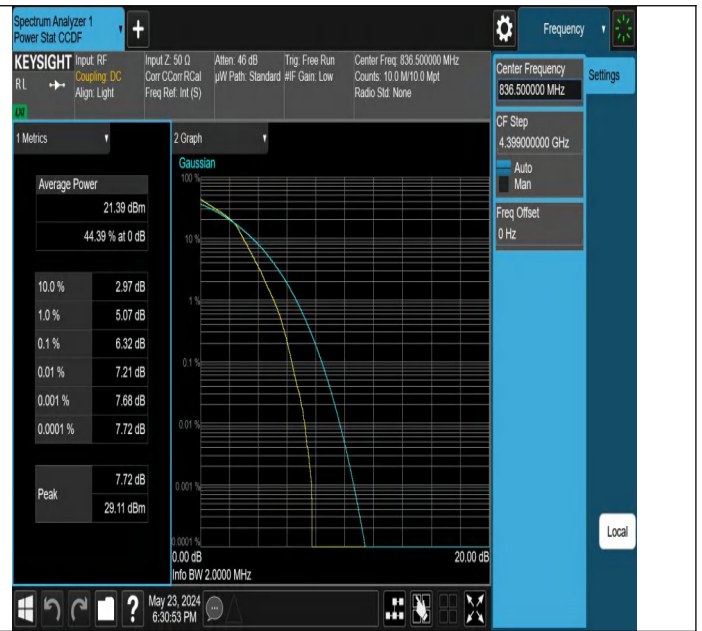 Spectrum Analyzer 1
Power Stat CCDF
Frequency
KEYSIGHT
RL
Input: RF
Coupling: DC
Align: Light
Input Z: 50 Ω
Corr CCorr RCal
Freq Ref: Int (S)
Atten: 46 dB
µW Path: Standard
Trig: Free Run
#IF Gain: Low
Center Freq: 836.500000 MHz
Counts: 10.0 M/10.0 Mpt
Radio Std: None
Center Frequency
836.500000 MHz
Settings
CF Step
4.399000000 GHz
Auto
Man
Freq Offset
0 Hz
1 Metrics
Average Power
21.39 dBm
44.39 % at 0 dB
10.0 % 2.97 dB
1.0 % 5.07 dB
0.1 % 6.32 dB
0.01 % 7.21 dB
0.001 % 7.68 dB
0.0001 % 7.72 dB
Peak
7.72 dB
29.11 dBm
2 Graph
Gaussian
100 %
10 %
1 %
0.1 %
0.01 %
0.001 %
0.0001 %
0.00 dB
20.00 dB
Info BW 2.0000 MHz
Local
?
May 23, 2024
6:30:53 PM